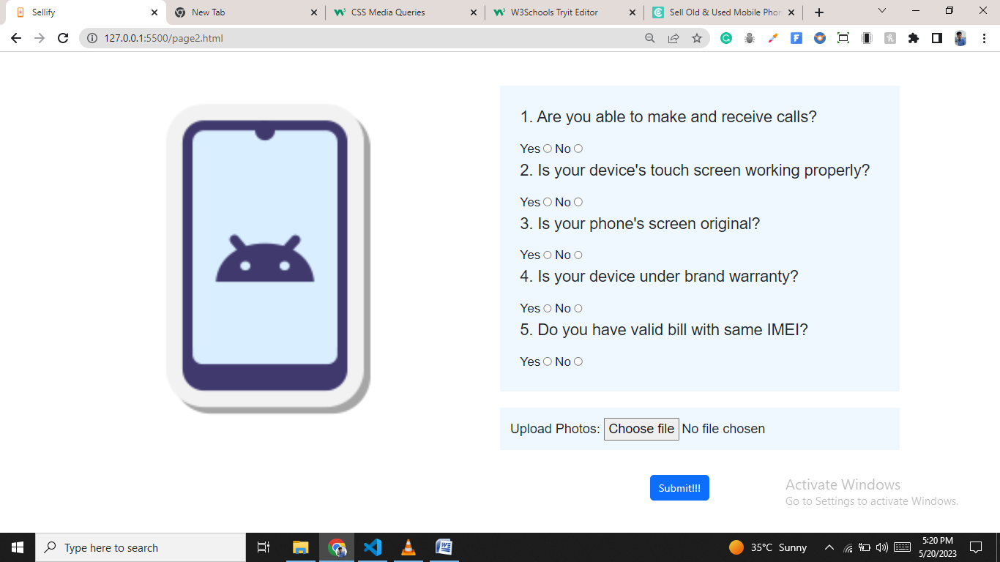 Sellify
New Tab
CSS Media Queries
W3Schools Tryit Editor
Sell Old & Used Mobile Phon
127.0.0.1:5500/page2.html
1. Are you able to make and receive calls?
Yes No
2. Is your device's touch screen working properly?
Yes No
3. Is your phone's screen original?
Yes No
4. Is your device under brand warranty?
Yes No
5. Do you have valid bill with same IMEI?
Yes No
Upload Photos: Choose file No file chosen
Submit!!!
Activate Windows
Go to Settings to activate Windows.
Type here to search
35°C Sunny
5:20 PM
5/20/2023